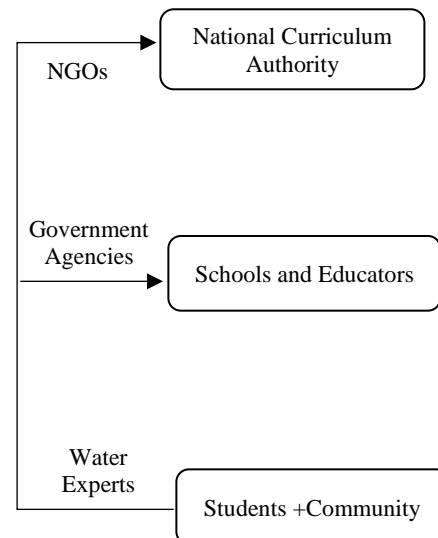 National Curriculum
Authority
NGOs
Government
Agencies
Schools and Educators
Water
Experts
Students +Community